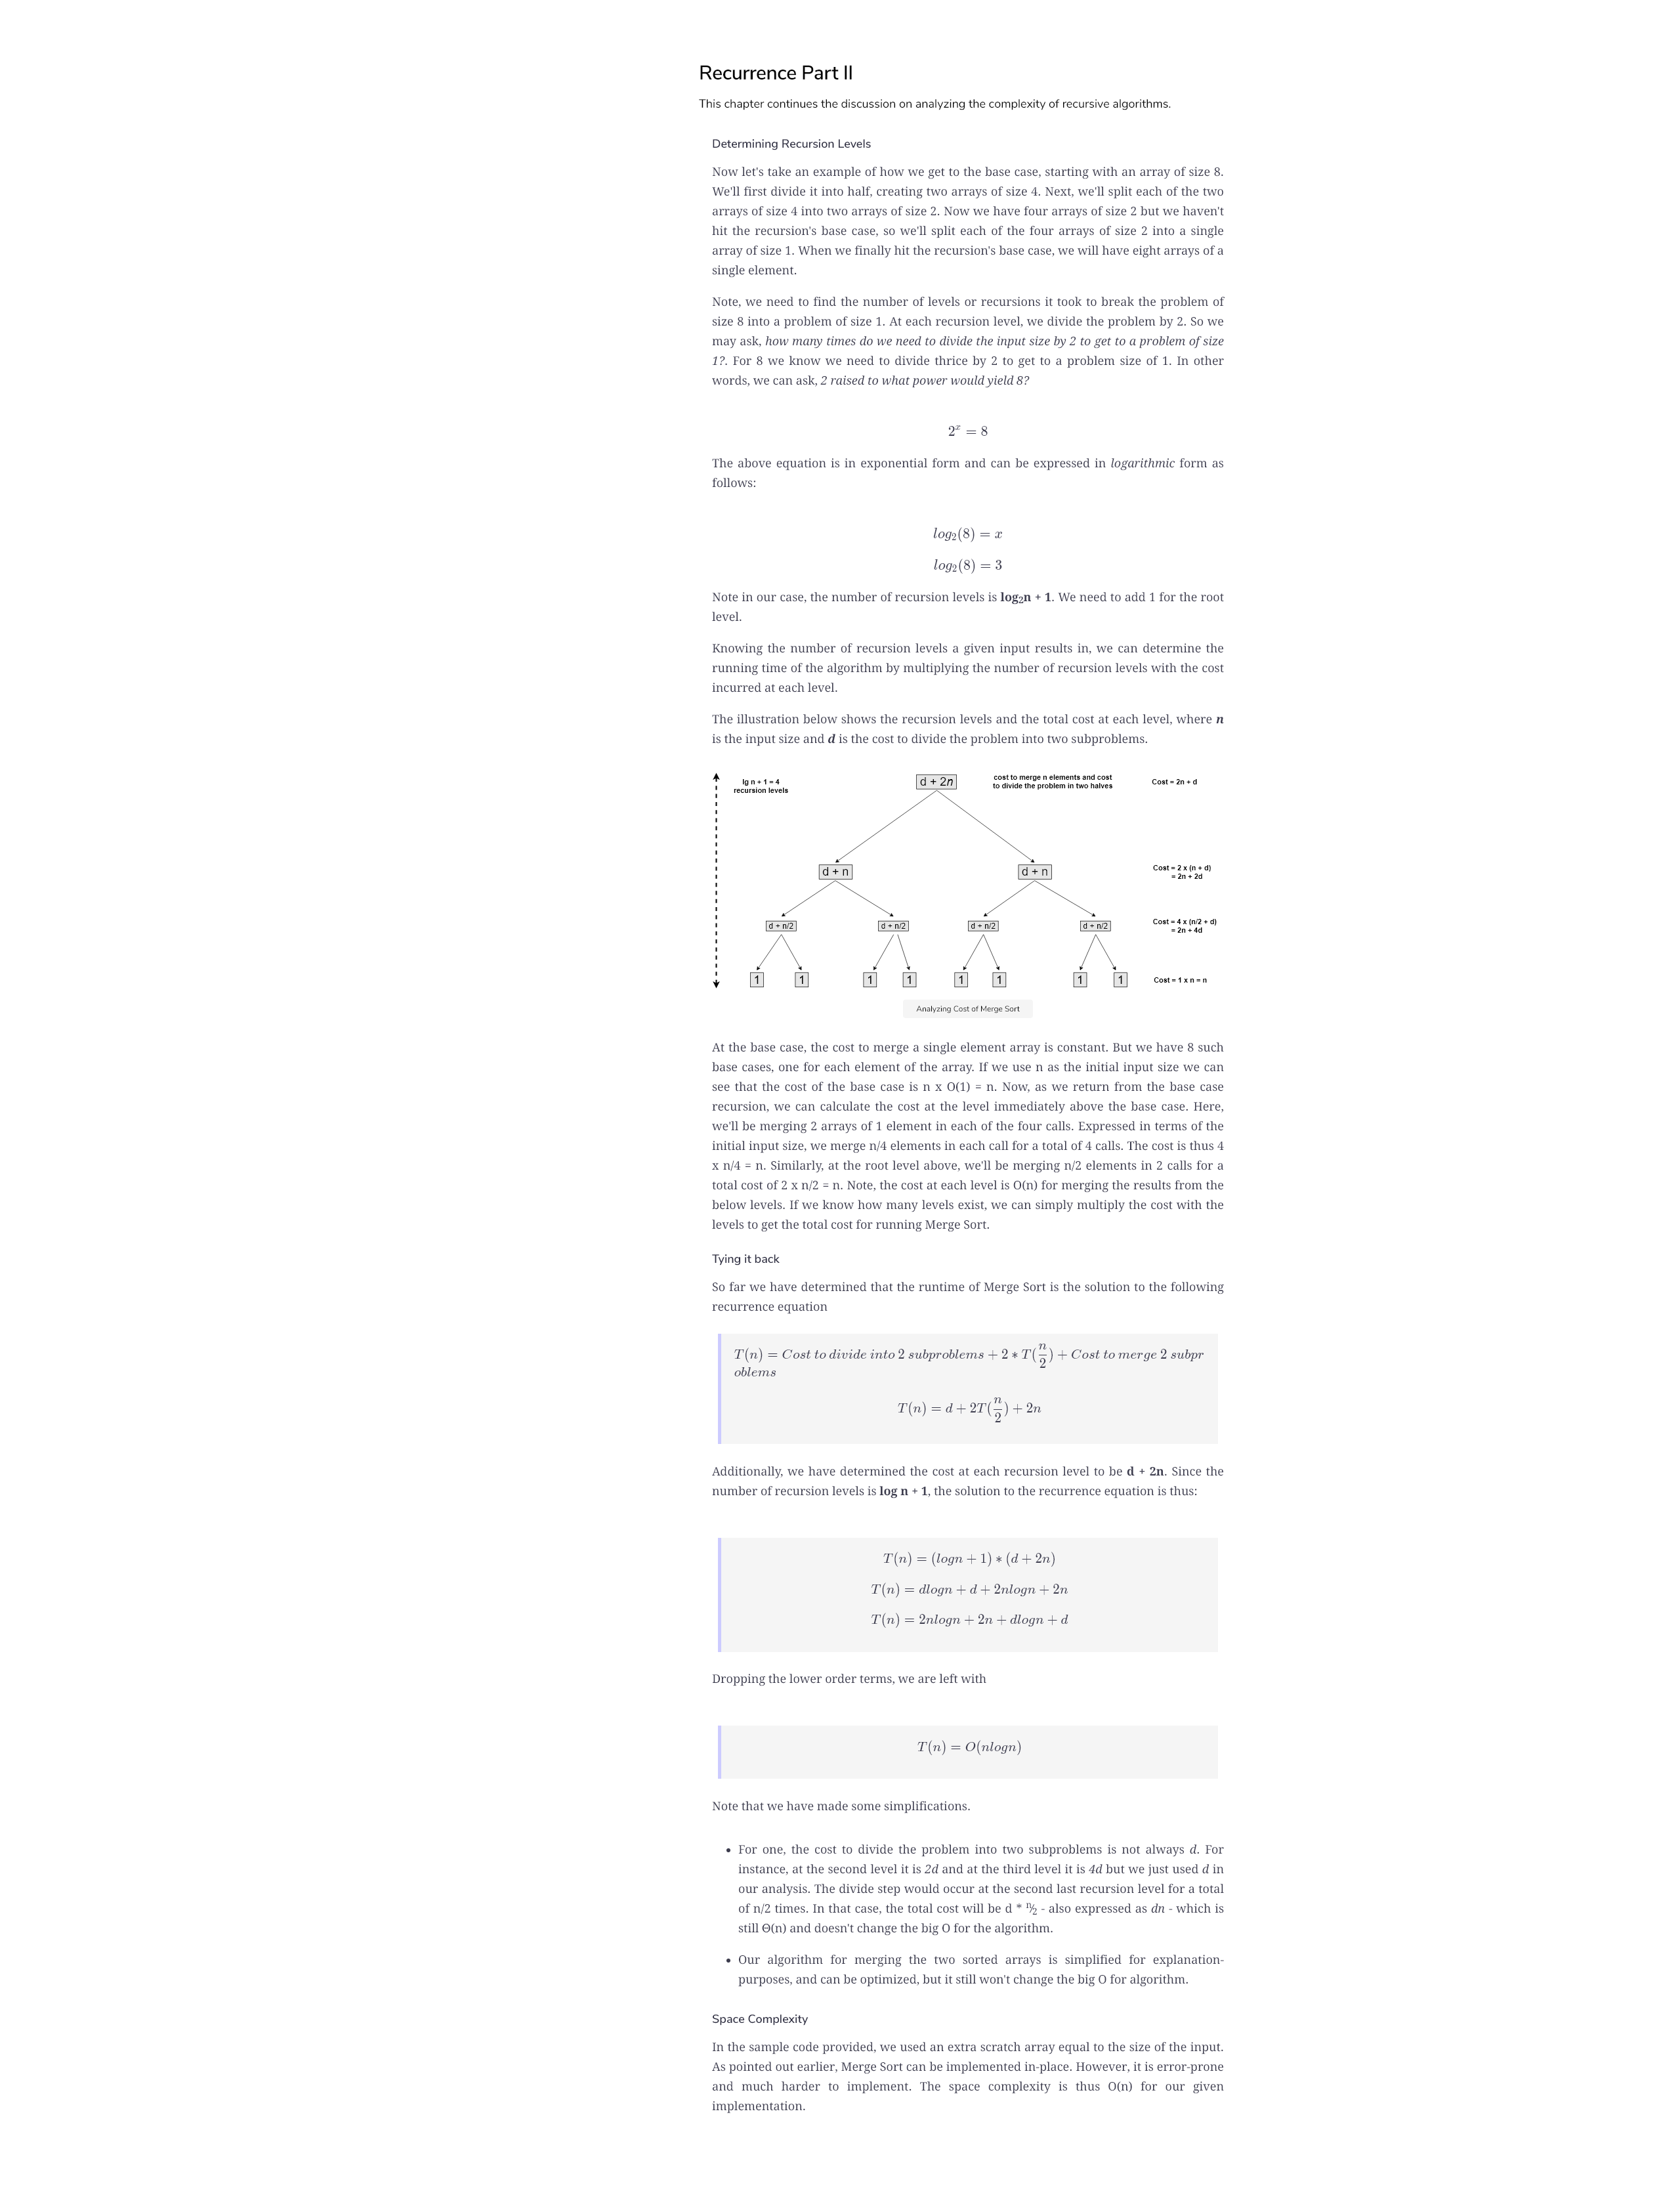 Recurrence Part II
This chapter continues the discussion on analyzing the complexity of recursive algorithms.
Determining Recursion Levels
Now let's take an example of how we get to the base case, starting with an array of size 8.
We'll first divide it into half, creating two arrays of size 4. Next, we'll split each of the two
arrays of size 4 into two arrays of size 2. Now we have four arrays of size 2 but we haven't
hit the recursion's base case, so we'll split each of the four arrays of size 2 into a single
array of size 1. When we finally hit the recursion's base case, we will have eight arrays of a
single element.
Note, we need to find the number of levels or recursions it took to break the problem of
size 8 into a problem of size 1. At each recursion level, we divide the problem by 2. So we
may ask, how many times do we need to divide the input size by 2 to get to a problem of size
1?. For 8 we know we need to divide thrice by 2 to get to a problem size of 1. In other
words, we can ask, 2 raised to what power would yield 8?
2ˣ = 8
The above equation is in exponential form and can be expressed in logarithmic form as
follows:
log₂(8) = x
log₂(8) = 3
Note in our case, the number of recursion levels is log₂n + 1. We need to add 1 for the root
level.
Knowing the number of recursion levels a given input results in, we can determine the
running time of the algorithm by multiplying the number of recursion levels with the cost
incurred at each level.
The illustration below shows the recursion levels and the total cost at each level, where n
is the input size and d is the cost to divide the problem into two subproblems.
lg n + 1 = 4
recursion levels
d + 2n
cost to merge n elements and cost
to divide the problem in two halves
Cost = 2n + d
d + n
d + n
Cost = 2 x (n + d)
= 2n + 2d
d + n/2
d + n/2
d + n/2
d + n/2
Cost = 4 x (n/2 + d)
= 2n + 4d
1
1
1
1
1
1
1
1
Cost = 1 x n = n
Analyzing Cost of Merge Sort
At the base case, the cost to merge a single element array is constant. But we have 8 such
base cases, one for each element of the array. If we use n as the initial input size we can
see that the cost of the base case is n x O(1) = n. Now, as we return from the base case
recursion, we can calculate the cost at the level immediately above the base case. Here,
we'll be merging 2 arrays of 1 element in each of the four calls. Expressed in terms of the
initial input size, we merge n/4 elements in each call for a total of 4 calls. The cost is thus 4
x n/4 = n. Similarly, at the root level above, we'll be merging n/2 elements in 2 calls for a
total cost of 2 x n/2 = n. Note, the cost at each level is O(n) for merging the results from the
below levels. If we know how many levels exist, we can simply multiply the cost with the
levels to get the total cost for running Merge Sort.
Tying it back
So far we have determined that the runtime of Merge Sort is the solution to the following
recurrence equation
T(n) = Cost to divide into 2 subproblems + 2 * T(n/2) + Cost to merge 2 subpr
oblems
T(n) = d + 2T(n/2) + 2n
Additionally, we have determined the cost at each recursion level to be d + 2n. Since the
number of recursion levels is log n + 1, the solution to the recurrence equation is thus:
T(n) = (logn + 1) * (d + 2n)
T(n) = dlogn + d + 2nlogn + 2n
T(n) = 2nlogn + 2n + dlogn + d
Dropping the lower order terms, we are left with
T(n) = O(nlogn)
Note that we have made some simplifications.
• For one, the cost to divide the problem into two subproblems is not always d. For
instance, at the second level it is 2d and at the third level it is 4d but we just used d in
our analysis. The divide step would occur at the second last recursion level for a total
of n/2 times. In that case, the total cost will be d * n/2 - also expressed as dn - which is
still Θ(n) and doesn't change the big O for the algorithm.
• Our algorithm for merging the two sorted arrays is simplified for explanation-
purposes, and can be optimized, but it still won't change the big O for algorithm.
Space Complexity
In the sample code provided, we used an extra scratch array equal to the size of the input.
As pointed out earlier, Merge Sort can be implemented in-place. However, it is error-prone
and much harder to implement. The space complexity is thus O(n) for our given
implementation.